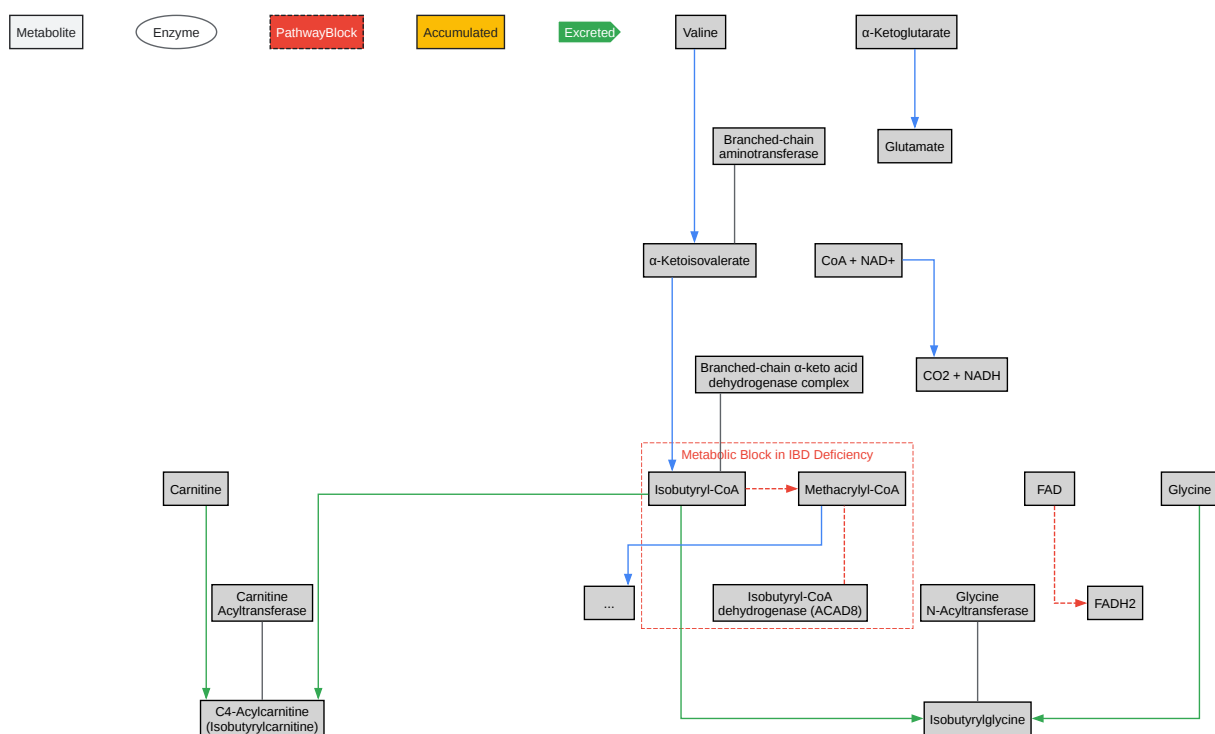 Metabolite
Enzyme
PathwayBlock
Accumulated
Excreted
Valine
α-Ketoglutarate
Branched-chain
aminotransferase
Glutamate
α-Ketoisovalerate
CoA + NAD+
Branched-chain α-keto acid
dehydrogenase complex
CO2 + NADH
Metabolic Block in IBD Deficiency
Carnitine
Isobutyryl-CoA
Methacrylyl-CoA
FAD
Glycine
Carnitine
Acyltransferase
...
Isobutyryl-CoA
dehydrogenase (ACAD8)
Glycine
N-Acyltransferase
FADH2
C4-Acylcarnitine
(Isobutyrylcarnitine)
Isobutyrylglycine